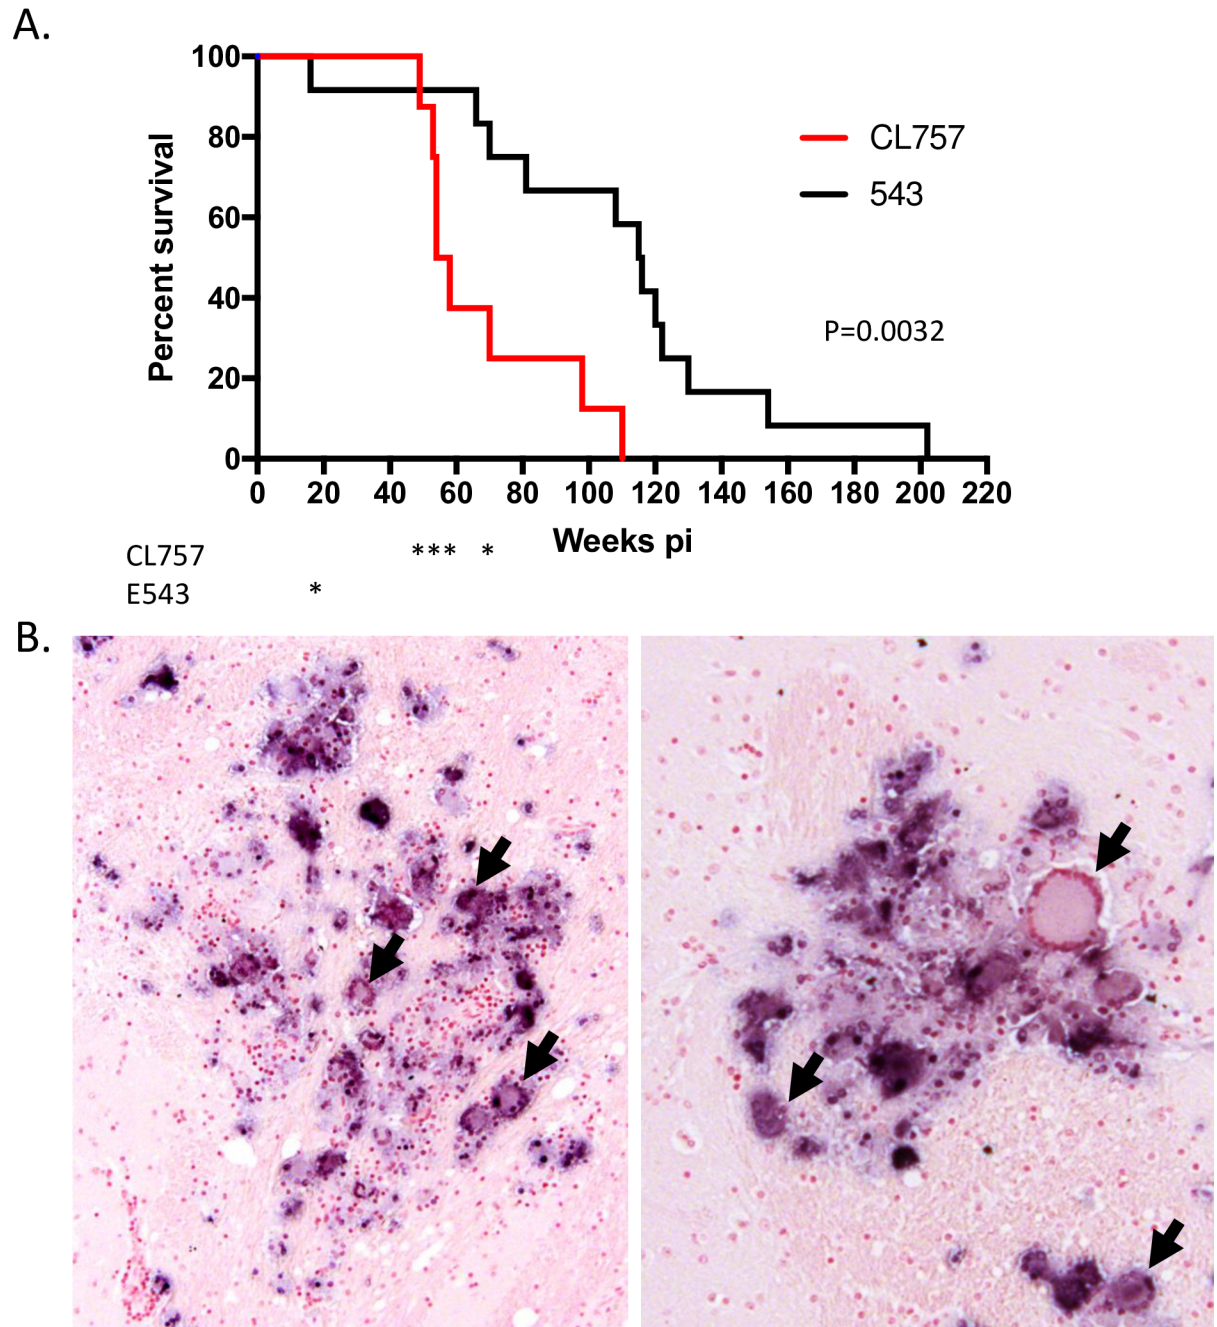 A.
100
80
60
40
20
0
Percent survival
CL757
543
P=0.0032
0 20 40 60 80 100 120 140 160 180 200 220
Weeks pi
CL757 *** *
E543 *
B.